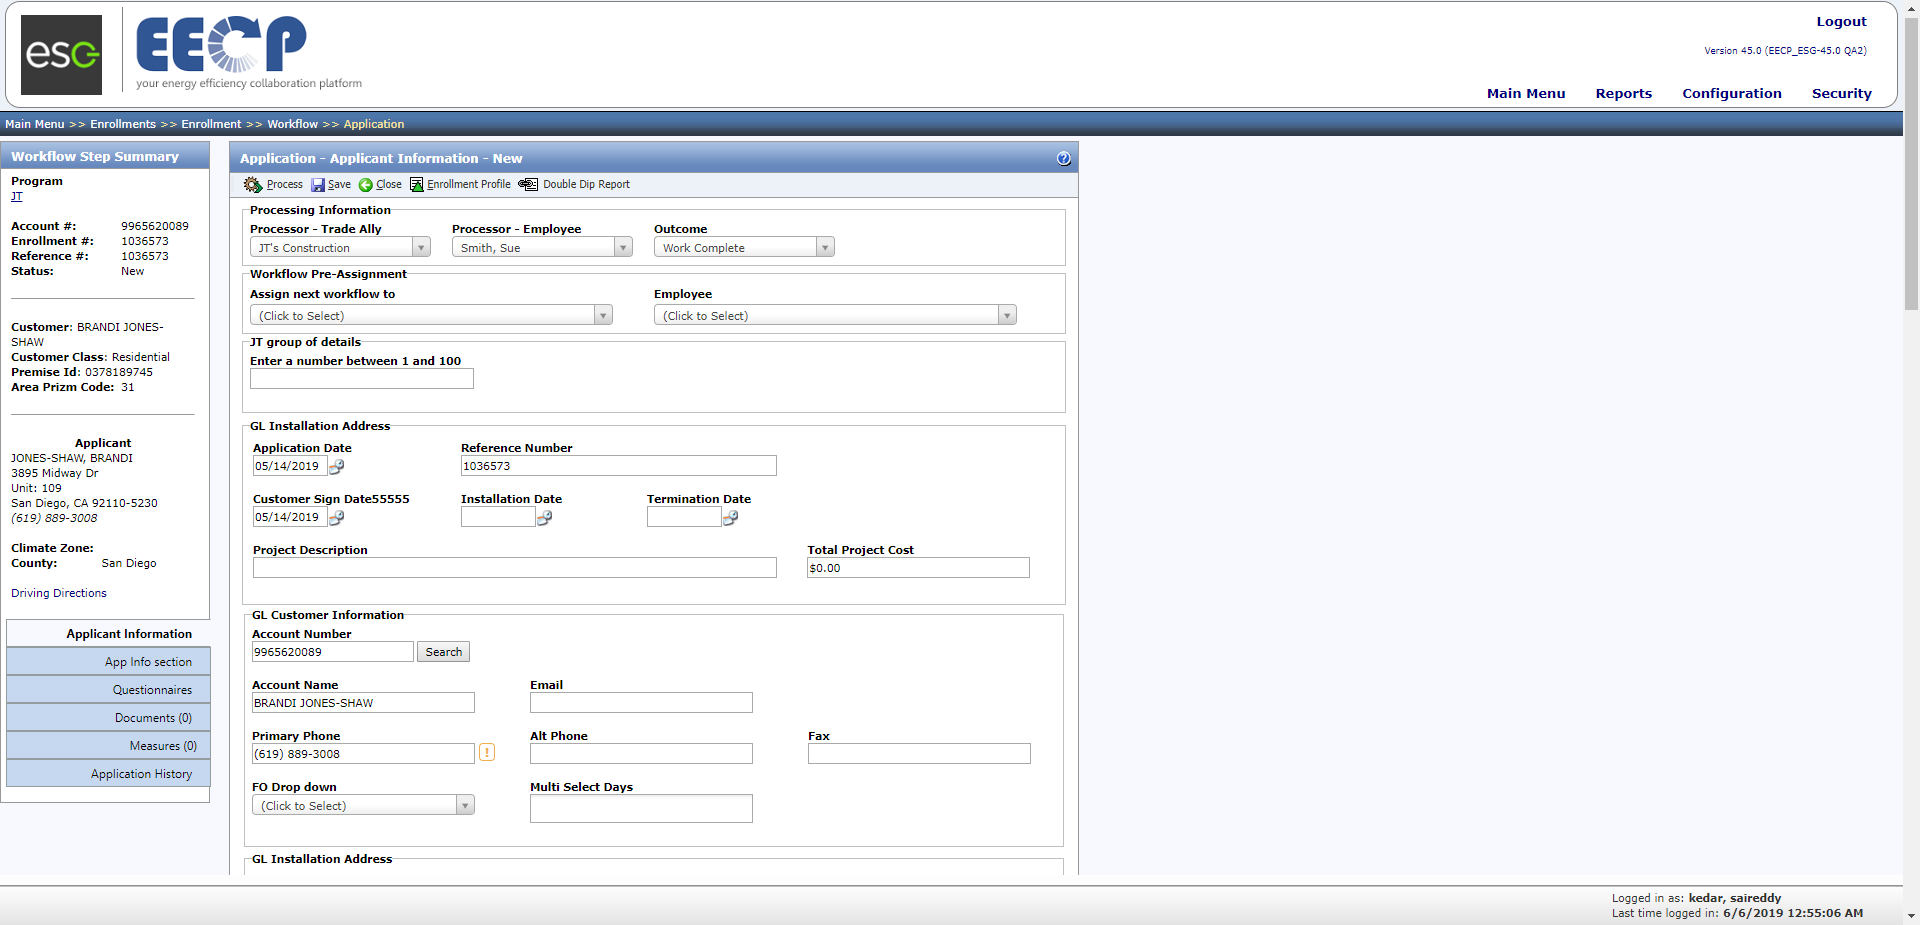 esg
EECP
your energy efficiency collaboration platform
Logout
Version 45.0 (EECP_ESG-45.0 QA2)
Main Menu Reports Configuration Security
Main Menu >> Enrollments >> Enrollment >> Workflow >> Application
Workflow Step Summary
Program
JT
Account #: 9965620089
Enrollment #: 1036573
Reference #: 1036573
Status: New
Customer: BRANDI JONES-
SHAW
Customer Class: Residential
Premise Id: 0378189745
Area Prizm Code: 31
Applicant
JONES-SHAW, BRANDI
3895 Midway Dr
Unit: 109
San Diego, CA 92110-5230
(619) 889-3008
Climate Zone:
County: San Diego
Driving Directions
Applicant Information
App Info section
Questionnaires
Documents (0)
Measures (0)
Application History
Application - Applicant Information - New
?
Process Save Close Enrollment Profile Double Dip Report
Processing Information
Processor - Trade Ally Processor - Employee Outcome
JT's Construction Smith, Sue Work Complete
Workflow Pre-Assignment
Assign next workflow to Employee
(Click to Select) (Click to Select)
JT group of details
Enter a number between 1 and 100
GL Installation Address
Application Date Reference Number
05/14/2019 1036573
Customer Sign Date55555 Installation Date Termination Date
05/14/2019
Project Description Total Project Cost
$0.00
GL Customer Information
Account Number
9965620089 Search
Account Name Email
BRANDI JONES-SHAW
Primary Phone Alt Phone Fax
(619) 889-3008 !
FO Drop down Multi Select Days
(Click to Select)
GL Installation Address
Logged in as: kedar, saireddy
Last time logged in: 6/6/2019 12:55:06 AM